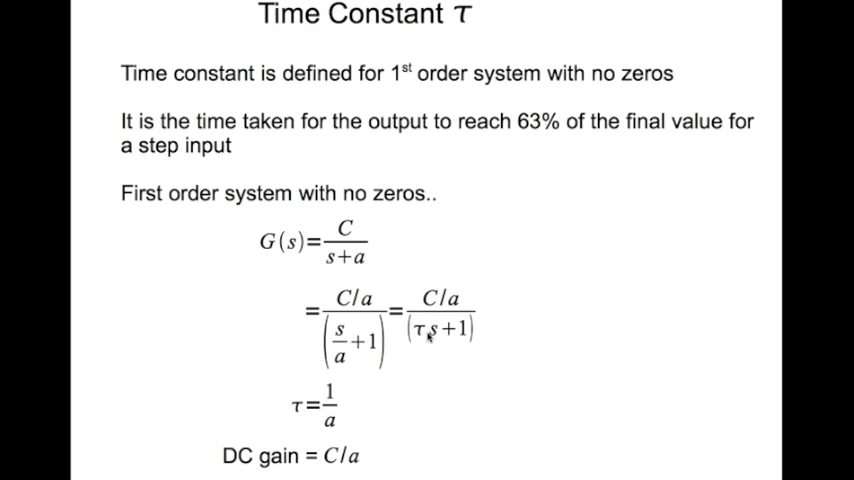 Time Constant τ
Time constant is defined for 1st order system with no zeros
It is the time taken for the output to reach 63% of the final value for
a step input
First order system with no zeros..
G(s)=C/(s+a)
=(C/a)/(s/a+1)=(C/a)/(τs+1)
τ=1/a
DC gain = C/a